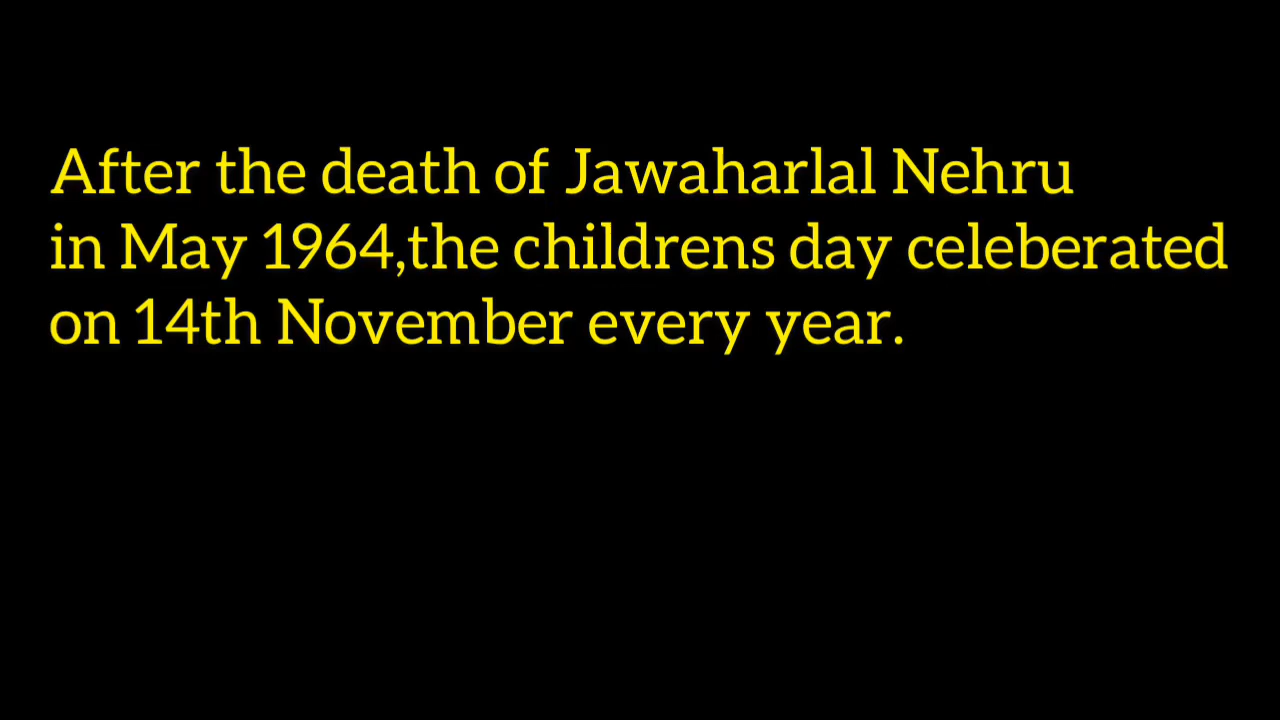 After the death of Jawaharlal Nehru
in May 1964,the childrens day celeberated
on 14th November every year.